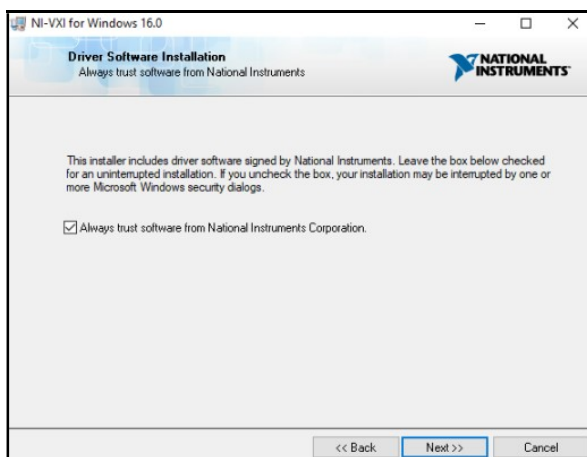 NI-VXI for Windows 16.0
Driver Software Installation
Always trust software from National Instruments
NATIONAL
INSTRUMENTS™
This installer includes driver software signed by National Instruments. Leave the box below checked
for an uninterrupted installation. If you uncheck the box, your installation may be interrupted by one or
more Microsoft Windows security dialogs.
Always trust software from National Instruments Corporation.
<< Back
Next >>
Cancel